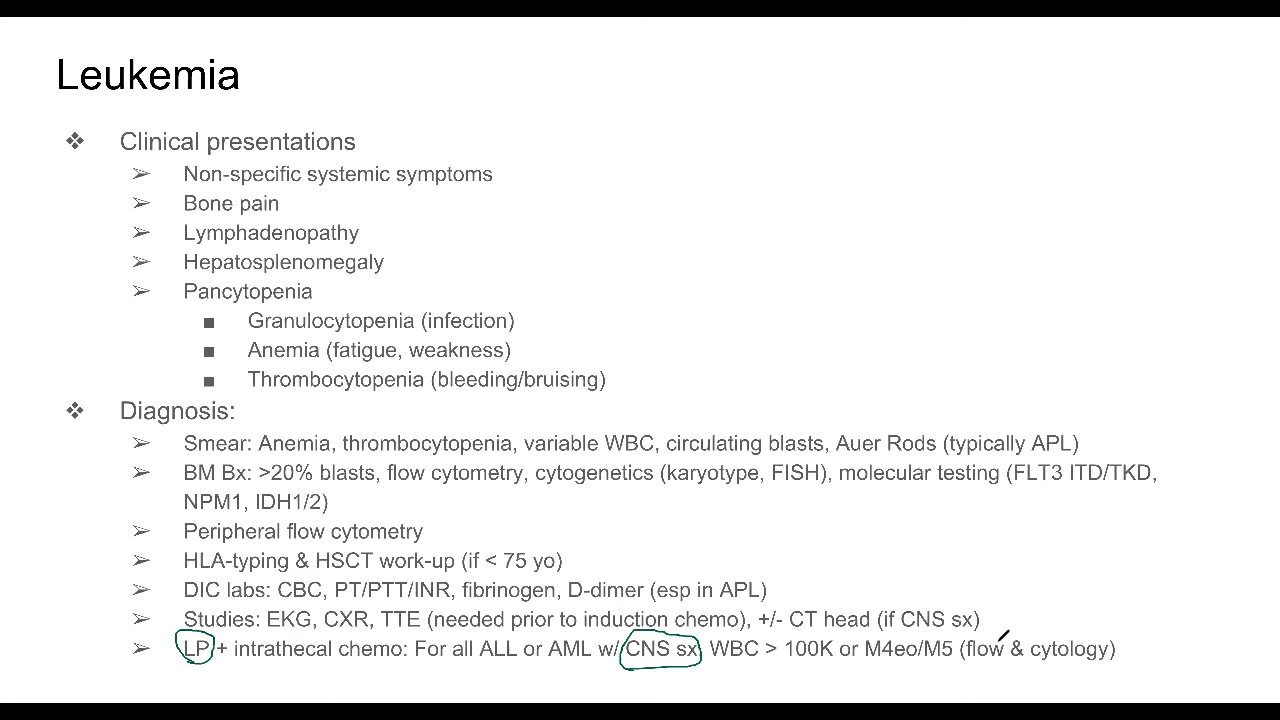 Leukemia
❖ Clinical presentations
➢ Non-specific systemic symptoms
➢ Bone pain
➢ Lymphadenopathy
➢ Hepatosplenomegaly
➢ Pancytopenia
■ Granulocytopenia (infection)
■ Anemia (fatigue, weakness)
■ Thrombocytopenia (bleeding/bruising)
❖ Diagnosis:
➢ Smear: Anemia, thrombocytopenia, variable WBC, circulating blasts, Auer Rods (typically APL)
➢ BM Bx: >20% blasts, flow cytometry, cytogenetics (karyotype, FISH), molecular testing (FLT3 ITD/TKD,
NPM1, IDH1/2)
➢ Peripheral flow cytometry
➢ HLA-typing & HSCT work-up (if < 75 yo)
➢ DIC labs: CBC, PT/PTT/INR, fibrinogen, D-dimer (esp in APL)
➢ Studies: EKG, CXR, TTE (needed prior to induction chemo), +/- CT head (if CNS sx)
➢ LP + intrathecal chemo: For all ALL or AML w/ CNS sx, WBC > 100K or M4eo/M5 (flow & cytology)